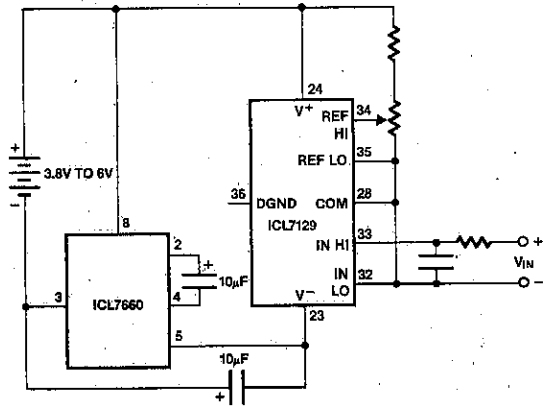 24
V+
REF
HI
34
REF LO
35
+
3.8V TO 6V
−
36
DGND
COM
28
ICL7129
8
IN HI
33
+
2
+
10µF
VIN
3
ICL7660
4
IN
LO
32
−
V−
23
5
10µF
+